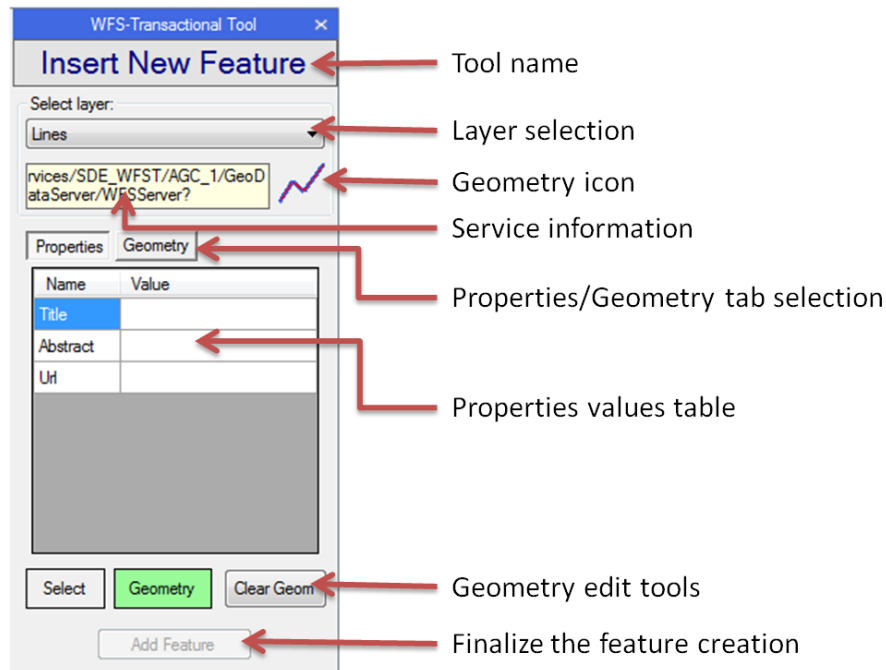 WFS-Transactional Tool ×
Insert New Feature
Tool name
Select layer:
Lines
Layer selection
rvices/SDE_WFST/AGC_1/GeoD
ataServer/WFSServer?
Geometry icon
Service information
Properties Geometry
Properties/Geometry tab selection
Name Value
Title
Abstract
Url
Properties values table
Select Geometry Clear Geom
Geometry edit tools
Add Feature
Finalize the feature creation